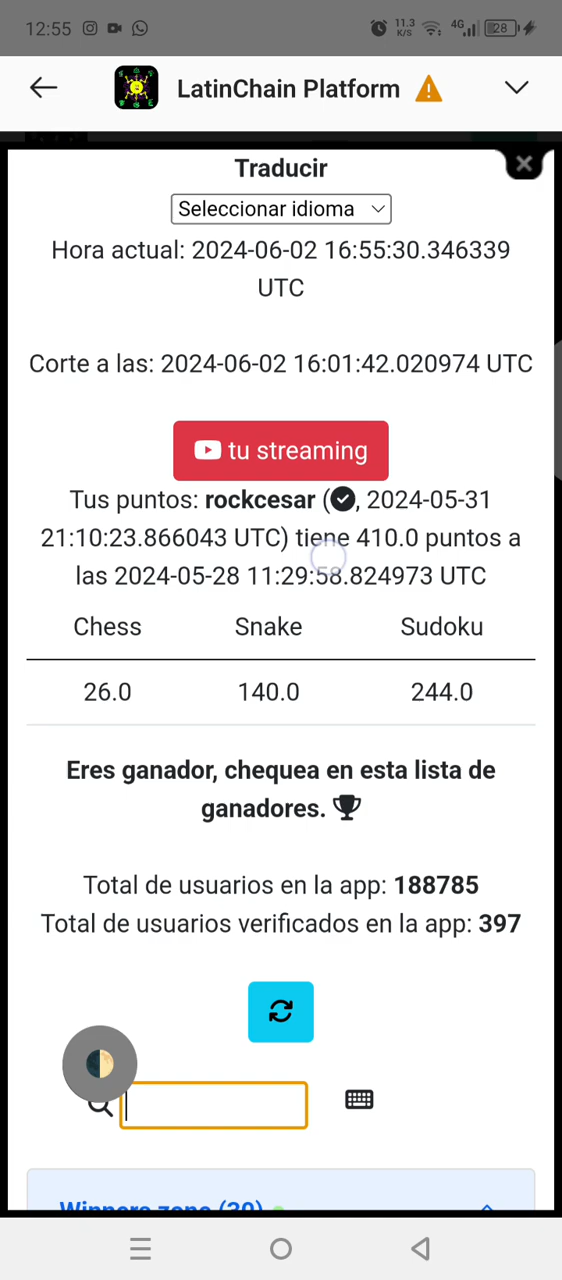 12:55
11.3 K/S
4G
28
LatinChain Platform
Traducir
Seleccionar idioma
Hora actual: 2024-06-02 16:55:30.346339
UTC
Corte a las: 2024-06-02 16:01:42.020974 UTC
tu streaming
Tus puntos: rockcesar (, 2024-05-31
21:10:23.866043 UTC) tiene 410.0 puntos a
las 2024-05-28 11:29:58.824973 UTC
Chess Snake Sudoku
26.0 140.0 244.0
Eres ganador, chequea en esta lista de
ganadores.
Total de usuarios en la app: 188785
Total de usuarios verificados en la app: 397
Winners zone (30)